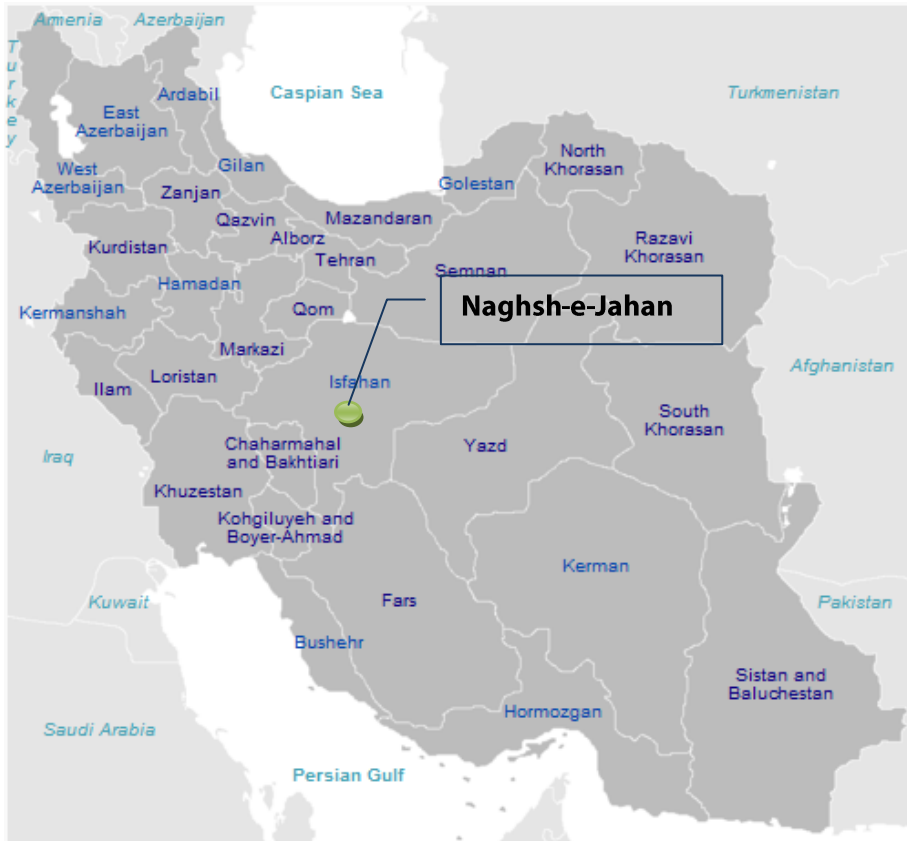 Armenia
Azerbaijan
Turkey
Ardabil
Caspian Sea
Turkmenistan
East
Azerbaijan
North
Khorasan
West
Azerbaijan
Gilan
Golestan
Zanjan
Qazvin
Mazandaran
Kurdistan
Alborz
Razavi
Khorasan
Tehran
Semnan
Hamadan
Naghsh-e-Jahan
Kermanshah
Qom
Markazi
Afghanistan
Ilam
Loristan
Isfahan
South
Khorasan
Chaharmahal
and Bakhtiari
Yazd
Iraq
Khuzestan
Kohgiluyeh and
Boyer-Ahmad
Kerman
Kuwait
Fars
Pakistan
Bushehr
Sistan and
Baluchestan
Hormozgan
Saudi Arabia
Persian Gulf